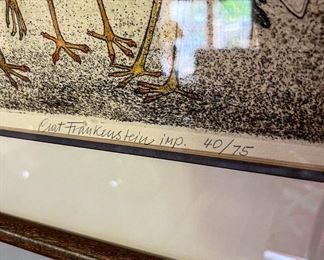 Curt Frankenstein imp. 40/75